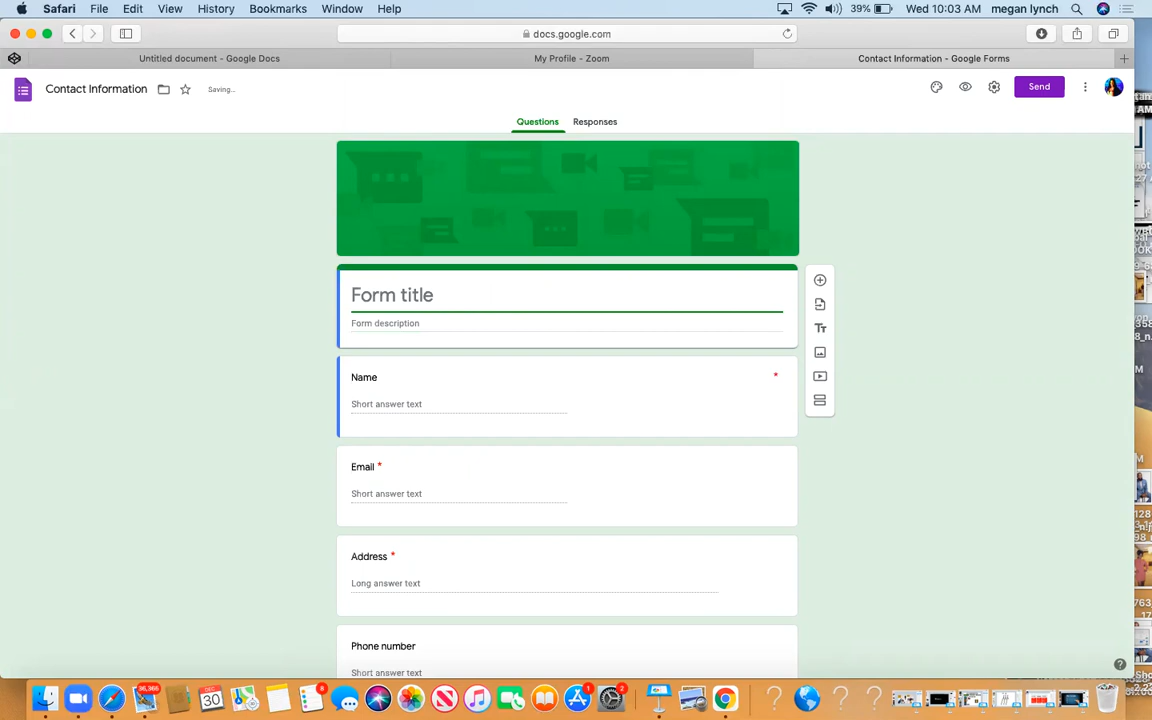 Safari File Edit View History Bookmarks Window Help 39% Wed 10:03 AM megan lynch
docs.google.com
Untitled document - Google Docs My Profile - Zoom Contact Information - Google Forms
Contact Information Saving... Send
Questions Responses
Form title
Form description
Name *
Short answer text
Email *
Short answer text
Address *
Long answer text
Phone number
Short answer text